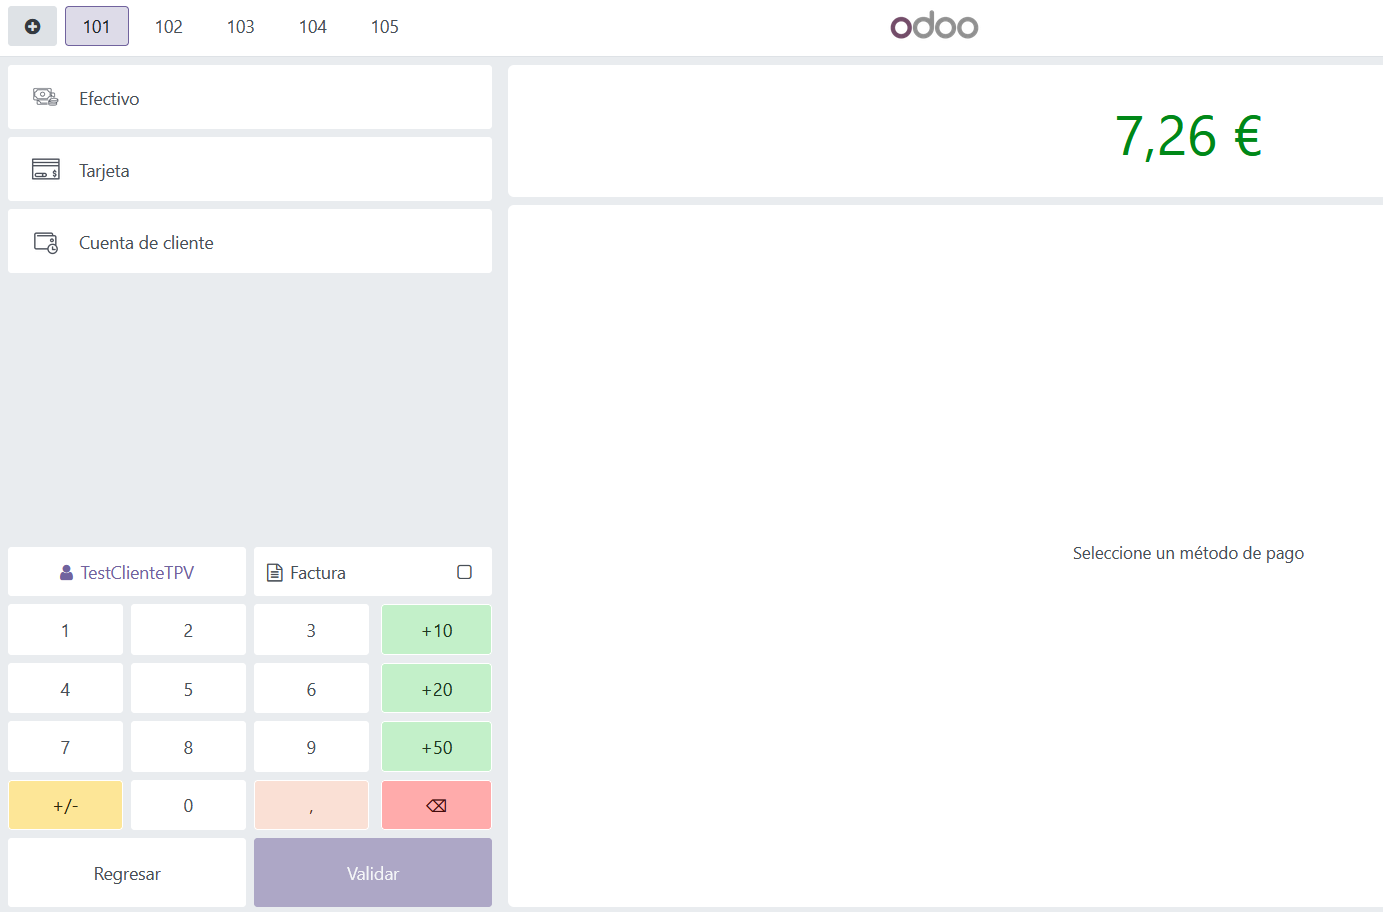 101 102 103 104 105
odoo
Efectivo
Tarjeta
Cuenta de cliente
7,26 €
Seleccione un método de pago
TestClienteTPV Factura
1 2 3 +10
4 5 6 +20
7 8 9 +50
+/- 0 , ⌫
Regresar Validar